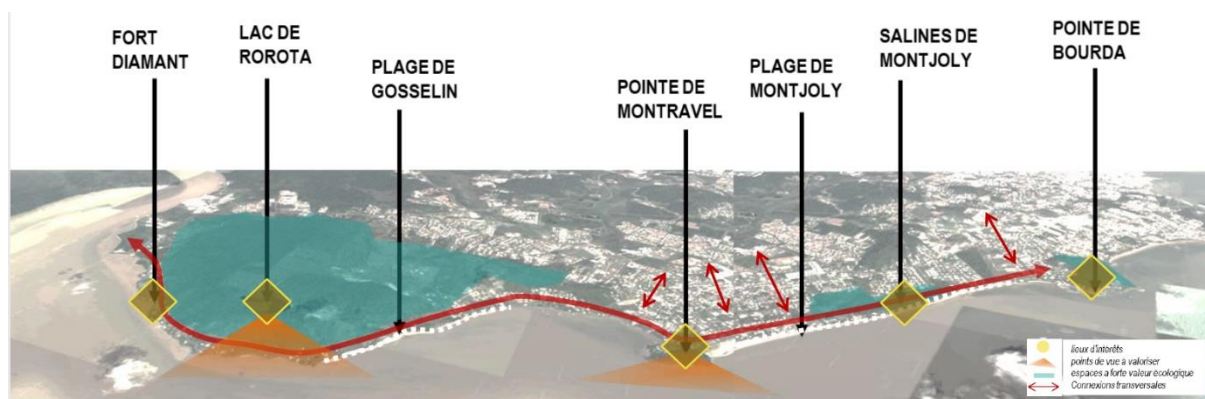 FORT
DIAMANT
LAC DE
ROROTA
PLAGE DE
GOSSELIN
POINTE DE
MONTRAVEL
PLAGE DE
MONTJOLY
SALINES DE
MONTJOLY
POINTE DE
BOURDA
lieux d'intérêts
points de vue à valoriser
espaces a forte valeur écologique
Connexions transversales